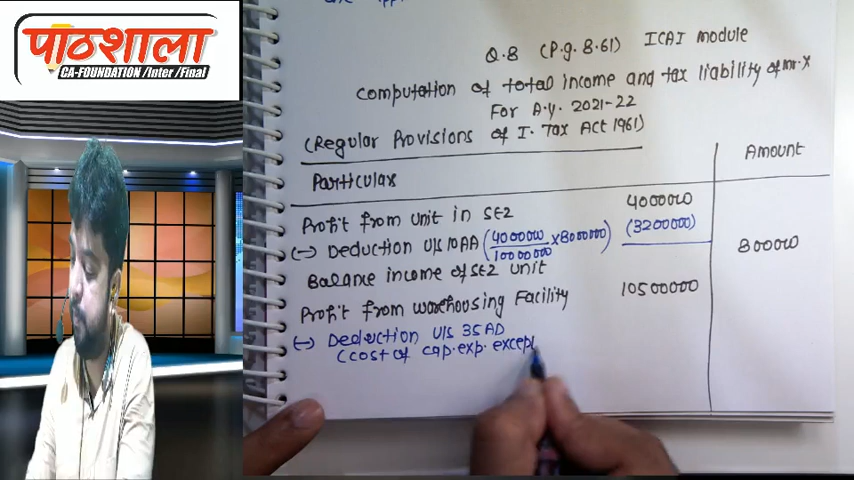 पाठशाला
CA-FOUNDATION /Inter /Final
Q.8 (P.g. 8.61) ICAI module
Computation of total income and tax liability of mr. X
For A.y. 2021-22
(Regular Provisions of I. Tax Act 1961)
Particulars Amount
Profit from unit in SEZ 4000000
(-) Deduction U/s 10AA (4000000/10000000 x 8000000) (3200000)
Balance income of SEZ unit 800000
Profit from warehousing Facility 10500000
(-) Deduction U/s 35AD
(cost of cap. exp. except